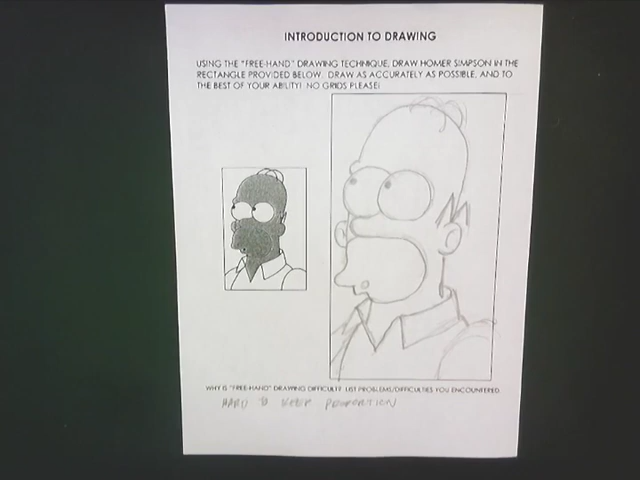 INTRODUCTION TO DRAWING
USING THE "FREE-HAND" DRAWING TECHNIQUE, DRAW HOMER SIMPSON IN THE
RECTANGLE PROVIDED BELOW. DRAW AS ACCURATELY AS POSSIBLE, AND TO
THE BEST OF YOUR ABILITY! NO GRIDS PLEASE!
WHY IS "FREE-HAND" DRAWING DIFFICULT? LIST PROBLEMS/DIFFICULTIES YOU ENCOUNTERED
HARD TO KEEP PROPORTION